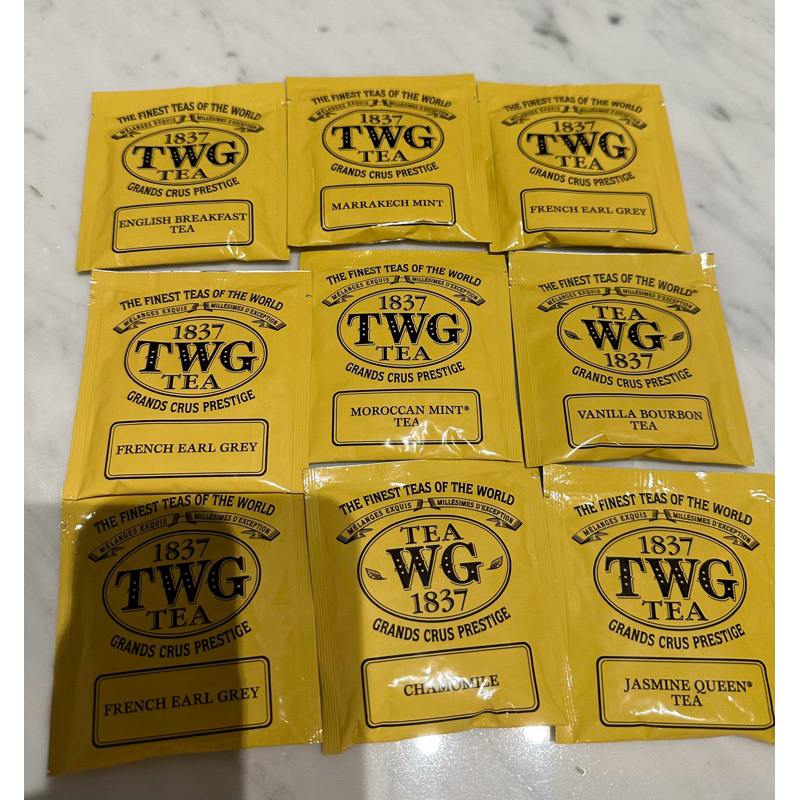 THE FINEST TEAS OF THE WORLD
MÉLANGES EXQUIS MILLÉSIMES D'EXCEPTION
1837
TWG
TEA
GRANDS CRUS PRESTIGE
ENGLISH BREAKFAST
TEA
THE FINEST TEAS OF THE WORLD
MÉLANGES EXQUIS MILLÉSIMES D'EXCEPTION
1837
TWG
TEA
GRANDS CRUS PRESTIGE
MARRAKECH MINT
THE FINEST TEAS OF THE WORLD
MÉLANGES EXQUIS MILLÉSIMES D'EXCEPTION
1837
TWG
TEA
GRANDS CRUS PRESTIGE
FRENCH EARL GREY
THE FINEST TEAS OF THE WORLD
MÉLANGES EXQUIS MILLÉSIMES D'EXCEPTION
1837
TWG
TEA
GRANDS CRUS PRESTIGE
FRENCH EARL GREY
THE FINEST TEAS OF THE WORLD
MÉLANGES EXQUIS MILLÉSIMES D'EXCEPTION
1837
TWG
TEA
GRANDS CRUS PRESTIGE
MOROCCAN MINT®
TEA
THE FINEST TEAS OF THE WORLD®
MÉLANGES EXQUIS MILLÉSIMES D'EXCEPTION
TEA
WG
1837
GRANDS CRUS PRESTIGE
VANILLA BOURBON
TEA
THE FINEST TEAS OF THE WORLD
MÉLANGES EXQUIS MILLÉSIMES D'EXCEPTION
1837
TWG
TEA
GRANDS CRUS PRESTIGE
FRENCH EARL GREY
THE FINEST TEAS OF THE WORLD
MÉLANGES EXQUIS MILLÉSIMES D'EXCEPTION
TEA
WG
1837
GRANDS CRUS PRESTIGE
CHAMOMILE
THE FINEST TEAS OF THE WORLD
MÉLANGES EXQUIS MILLÉSIMES D'EXCEPTION
1837
TWG
TEA
GRANDS CRUS PRESTIGE
JASMINE QUEEN®
TEA